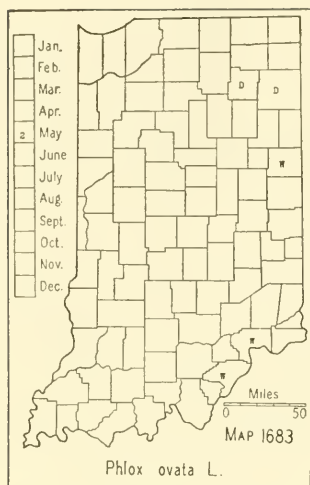 Jan.
Feb.
Mar.
Apr.
2 May
June
July
Aug.
Sept.
Oct.
Nov.
Dec.
D D
W
W
W
Miles
0 50
MAP 1683
Phlox ovata L.